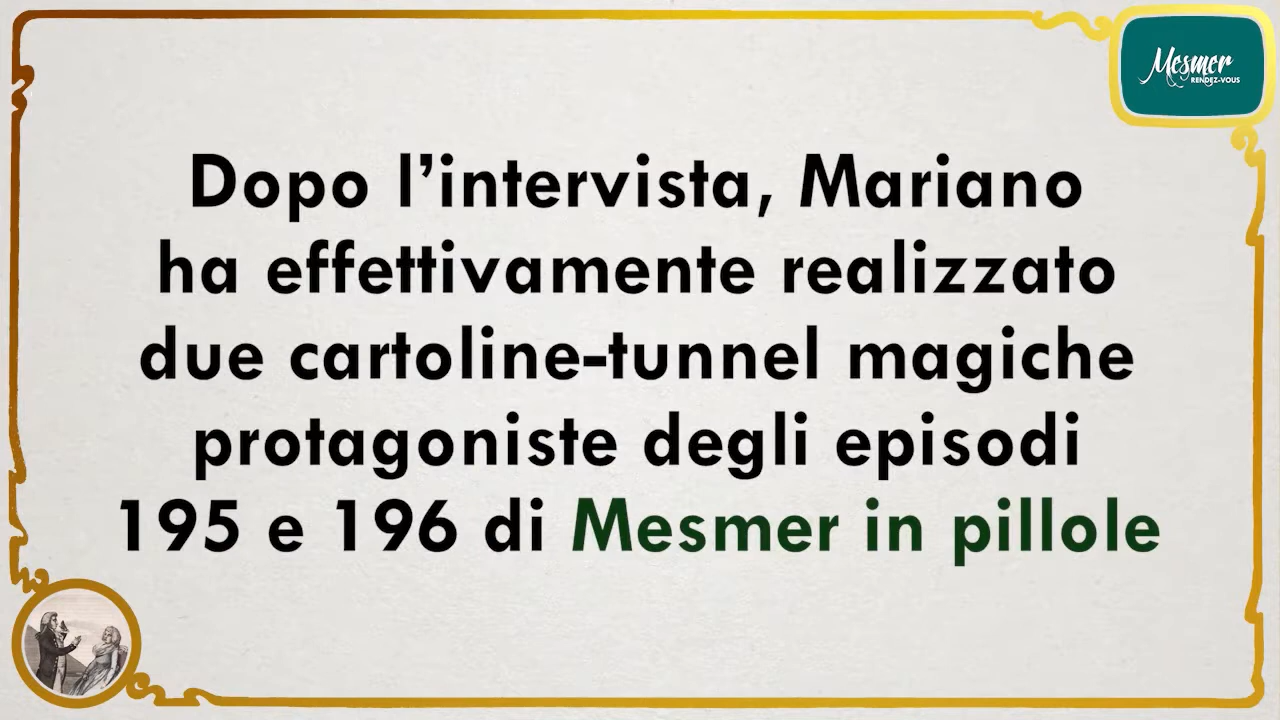 Mesmer
RENDEZ-VOUS
Dopo l’intervista, Mariano
ha effettivamente realizzato
due cartoline-tunnel magiche
protagoniste degli episodi
195 e 196 di Mesmer in pillole